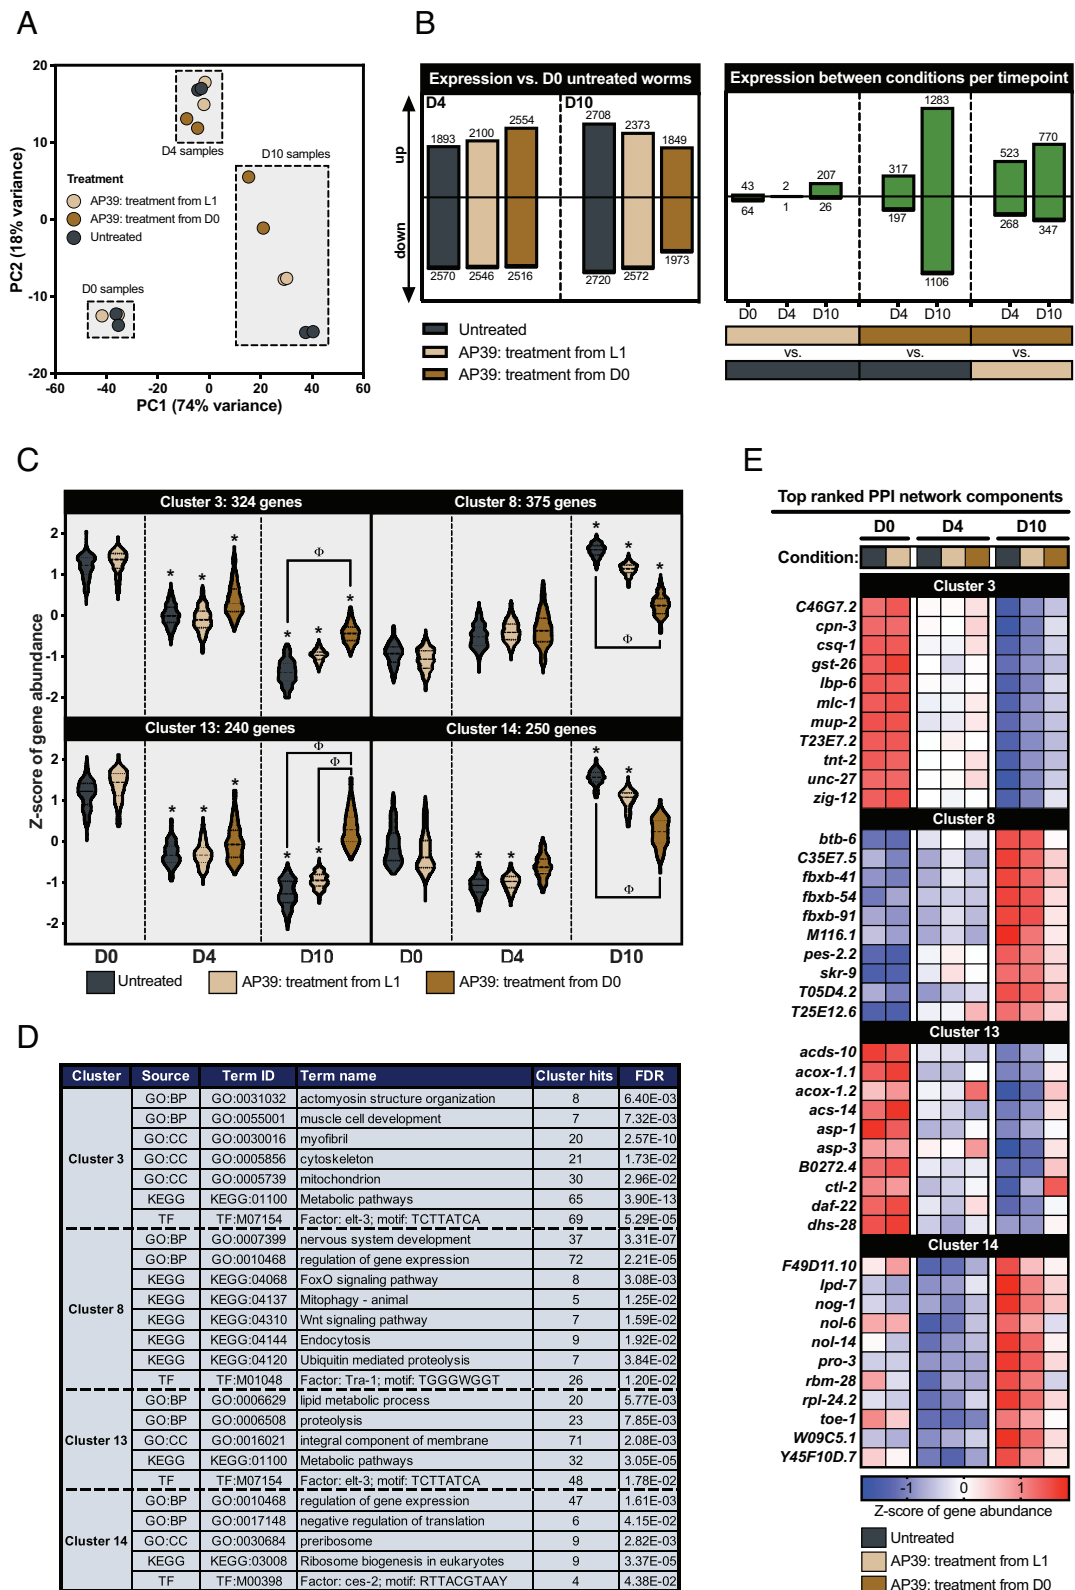 A
20
10
0
-10
-20
-60
-40
-20
0
20
40
60
PC2 (18% variance)
PC1 (74% variance)
D4 samples
D10 samples
D0 samples
Treatment
AP39: treatment from L1
AP39: treatment from D0
Untreated
B
Expression vs. D0 untreated worms
up
down
D4
D10
1893
2100
2554
2708
2373
1849
2570
2546
2516
2720
2572
1973
Untreated
AP39: treatment from L1
AP39: treatment from D0
Expression between conditions per timepoint
43
2
207
317
1283
523
770
64
1
26
197
1106
268
347
D0
D4
D10
D4
D10
D4
D10
vs.
vs.
vs.
C
Cluster 3: 324 genes
Cluster 8: 375 genes
Cluster 13: 240 genes
Cluster 14: 250 genes
Z-score of gene abundance
2
1
0
-1
-2
2
1
0
-1
-2
* * * * * * Φ
* * * Φ
* * * * * Φ Φ
* * * * Φ
D0
D4
D10
D0
D4
D10
Untreated
AP39: treatment from L1
AP39: treatment from D0
D
Cluster Source Term ID Term name Cluster hits FDR
Cluster 3
GO:BP GO:0031032 actomyosin structure organization 8 6.40E-03
GO:BP GO:0055001 muscle cell development 7 7.32E-03
GO:CC GO:0030016 myofibril 20 2.57E-10
GO:CC GO:0005856 cytoskeleton 21 1.73E-02
GO:CC GO:0005739 mitochondrion 30 2.96E-02
KEGG KEGG:01100 Metabolic pathways 65 3.90E-13
TF TF:M07154 Factor: elt-3; motif: TCTTATCA 69 5.29E-05
Cluster 8
GO:BP GO:0007399 nervous system development 37 3.31E-07
GO:BP GO:0010468 regulation of gene expression 72 2.21E-05
KEGG KEGG:04068 FoxO signaling pathway 8 3.08E-03
KEGG KEGG:04137 Mitophagy - animal 5 1.25E-02
KEGG KEGG:04310 Wnt signaling pathway 7 1.59E-02
KEGG KEGG:04144 Endocytosis 9 1.92E-02
KEGG KEGG:04120 Ubiquitin mediated proteolysis 7 3.84E-02
TF TF:M01048 Factor: Tra-1; motif: TGGGWGGT 26 1.20E-02
Cluster 13
GO:BP GO:0006629 lipid metabolic process 20 5.77E-03
GO:BP GO:0006508 proteolysis 23 7.85E-03
GO:CC GO:0016021 integral component of membrane 71 2.08E-03
KEGG KEGG:01100 Metabolic pathways 32 3.05E-05
TF TF:M07154 Factor: elt-3; motif: TCTTATCA 48 1.78E-02
Cluster 14
GO:BP GO:0010468 regulation of gene expression 47 1.61E-03
GO:BP GO:0017148 negative regulation of translation 6 4.15E-02
GO:CC GO:0030684 preribosome 9 2.82E-03
KEGG KEGG:03008 Ribosome biogenesis in eukaryotes 9 3.37E-05
TF TF:M00398 Factor: ces-2; motif: RTTACGTAAY 4 4.38E-02
E
Top ranked PPI network components
D0 D4 D10
Condition:
Cluster 3
C46G7.2
cpn-3
csq-1
gst-26
lbp-6
mlc-1
mup-2
T23E7.2
tnt-2
unc-27
zig-12
Cluster 8
btb-6
C35E7.5
fbxb-41
fbxb-54
fbxb-91
M116.1
pes-2.2
skr-9
T05D4.2
T25E12.6
Cluster 13
acds-10
acox-1.1
acox-1.2
acs-14
asp-1
asp-3
B0272.4
ctl-2
daf-22
dhs-28
Cluster 14
F49D11.10
lpd-7
nog-1
nol-6
nol-14
pro-3
rbm-28
rpl-24.2
toe-1
W09C5.1
Y45F10D.7
-1 0 1
Z-score of gene abundance
Untreated
AP39: treatment from L1
AP39: treatment from D0